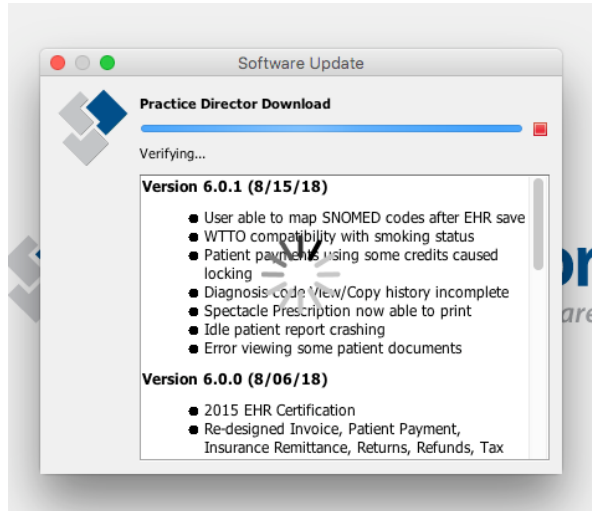 Software Update
Practice Director Download
Verifying...
Version 6.0.1 (8/15/18)
● User able to map SNOMED codes after EHR save
● WTTO compatibility with smoking status
● Patient payments using some credits caused
locking
● Diagnosis code View/Copy history incomplete
● Spectacle Prescription now able to print
● Idle patient report crashing
● Error viewing some patient documents
Version 6.0.0 (8/06/18)
● 2015 EHR Certification
● Re-designed Invoice, Patient Payment,
Insurance Remittance, Returns, Refunds, Tax